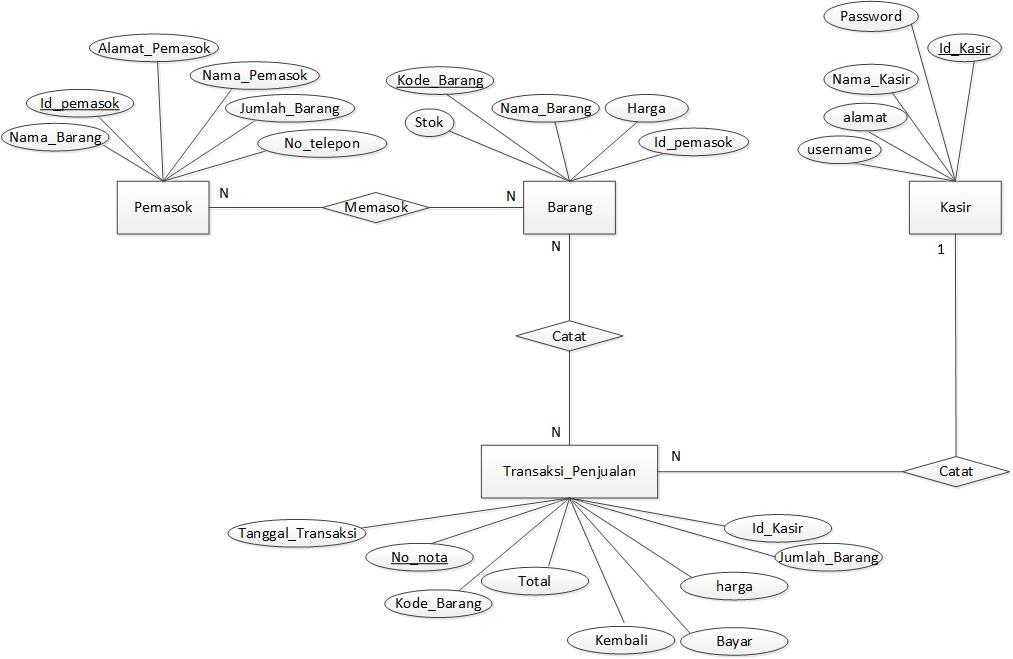 Password
Id_Kasir
Alamat_Pemasok
Nama_Pemasok
Kode_Barang
Nama_Kasir
Id_pemasok
Jumlah_Barang
Nama_Barang
Harga
Stok
alamat
Nama_Barang
No_telepon
Id_pemasok
username
Pemasok
N
Memasok
N
Barang
Kasir
N
1
Catat
N
Transaksi_Penjualan
N
Catat
Tanggal_Transaksi
Id_Kasir
No_nota
Jumlah_Barang
Total
harga
Kode_Barang
Kembali
Bayar